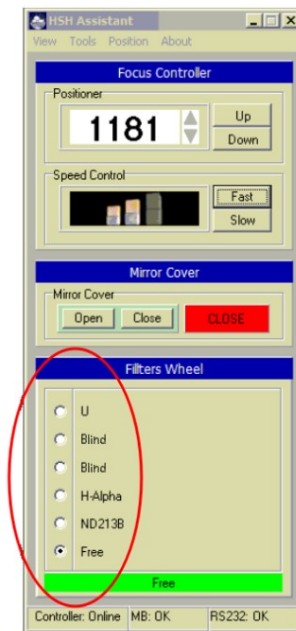 HSH Assistant
View Tools Position About
Focus Controller
Positioner
1181
Up
Down
Speed Control
Fast
Slow
Mirror Cover
Mirror Cover
Open Close CLOSE
Filters Wheel
U
Blind
Blind
H-Alpha
ND213B
Free
Free
Controller: Online MB: OK RS232: OK